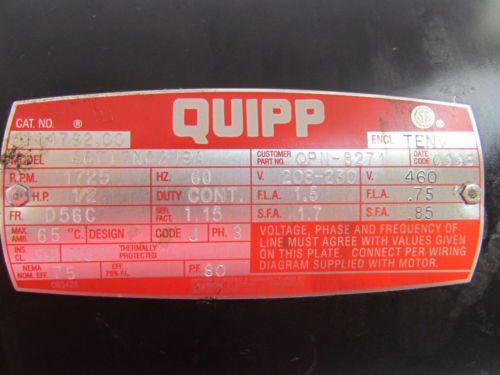 QUIPP
CAT. NO. ®
ENCL. TENV
MODEL CUSTOMER PART NO. QPN-8271 DATE CODE
R.P.M. 1725 HZ. 60 V. 208-230 V. 460
H.P. 1/2 DUTY CONT. F.L.A. 1.5 F.L.A. .75
FR. D56C SER. FACT. 1.15 S.F.A. 1.7 S.F.A. .85
MAX. AMB. 65 °C. DESIGN CODE J PH. 3
INS. CL. THERMALLY PROTECTED
NEMA NOM. EFF. 75 EFF. 75% F.L. P.F. 80
VOLTAGE, PHASE AND FREQUENCY OF
LINE MUST AGREE WITH VALUES GIVEN
ON THIS PLATE. CONNECT PER WIRING
DIAGRAM SUPPLIED WITH MOTOR.